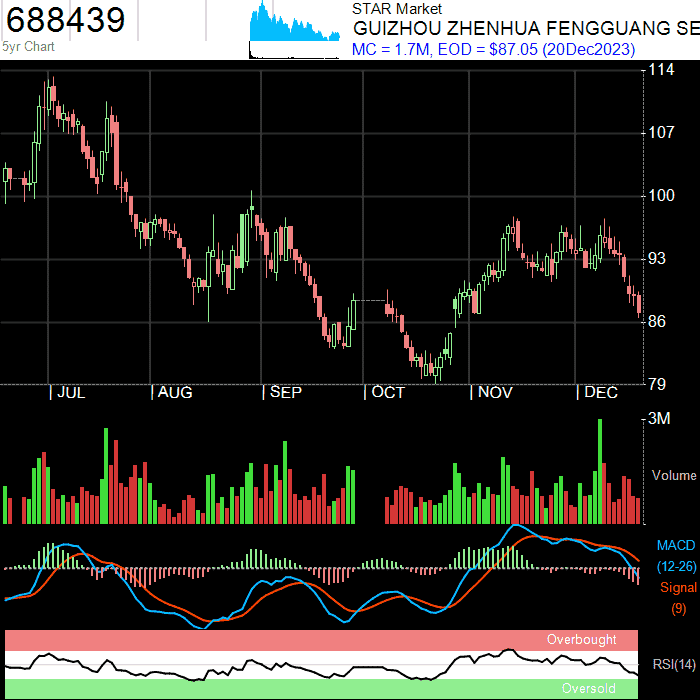 688439
5yr Chart
STAR Market
GUIZHOU ZHENHUA FENGGUANG SE
MC = 1.7M, EOD = $87.05 (20Dec2023)
114
107
100
93
86
79
| JUL | AUG | SEP | OCT | NOV | DEC
3M
Volume
MACD
(12-26)
Signal
(9)
Overbought
RSI(14)
Oversold